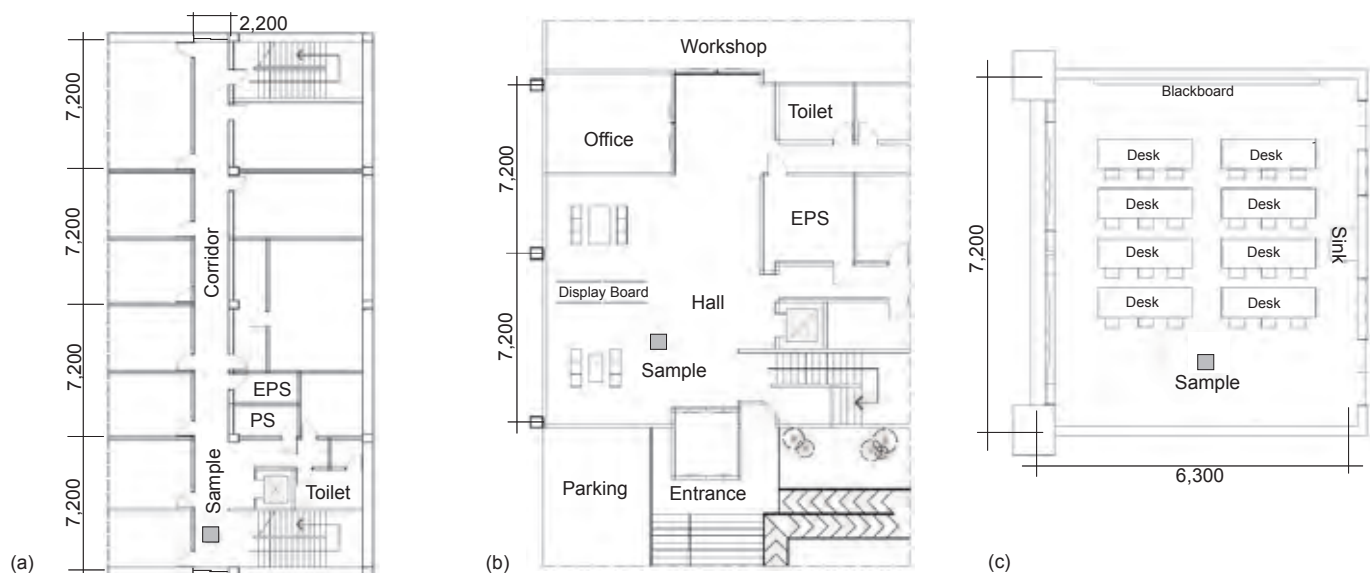 2,200
7,200
7,200
7,200
7,200
Corridor
EPS
PS
Sample
Toilet
(a)
Workshop
7,200
7,200
Office
Toilet
EPS
Display Board
Hall
Sample
Parking
Entrance
(b)
Blackboard
7,200
Desk Desk
Desk Desk
Desk Desk
Desk Desk
Sink
Sample
6,300
(c)